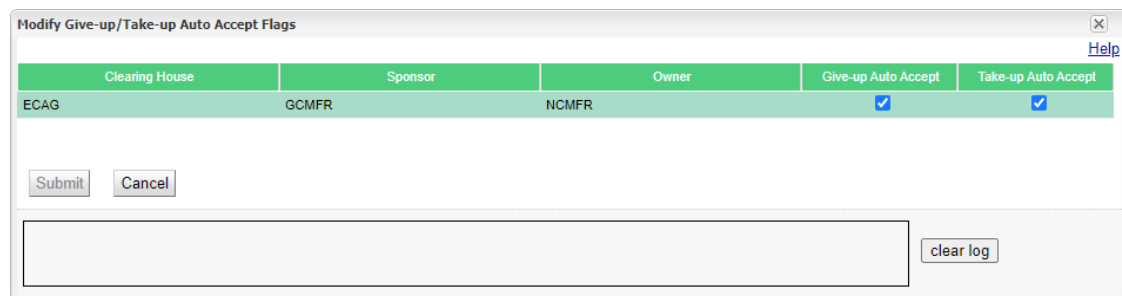 Modify Give-up/Take-up Auto Accept Flags
Help
Clearing House Sponsor Owner Give-up Auto Accept Take-up Auto Accept
ECAG GCMFR NCMFR
Submit Cancel
clear log